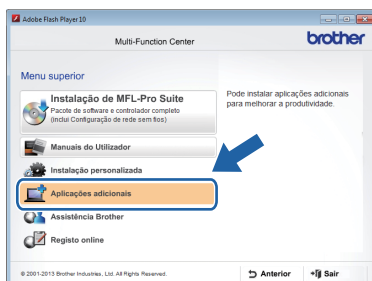 Adobe Flash Player 10
Multi-Function Center
brother
Menu superior
Instalação de MFL-Pro Suite
Pacote de software e controlador completo
(inclui Configuração de rede sem fios)
Pode instalar aplicações adicionais
para melhorar a produtividade.
Manuais do Utilizador
Instalação personalizada
Aplicações adicionais
Assistência Brother
Registo online
© 2001-2013 Brother Industries, Ltd. All Rights Reserved.
Anterior
Sair